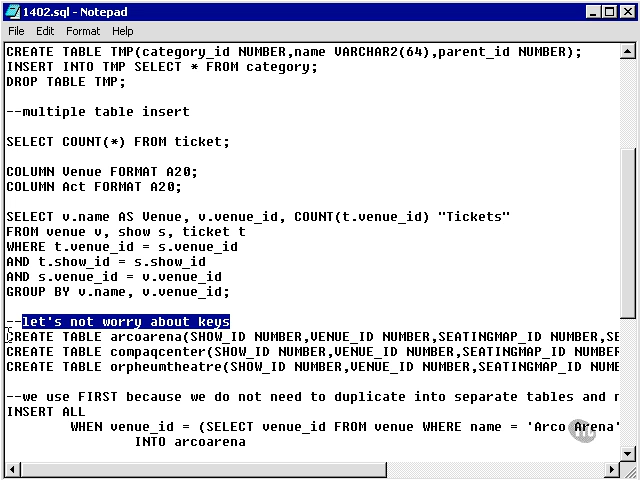 1402.sql - Notepad
File Edit Format Help
CREATE TABLE TMP(category_id NUMBER,name VARCHAR2(64),parent_id NUMBER);
INSERT INTO TMP SELECT * FROM category;
DROP TABLE TMP;
--multiple table insert
SELECT COUNT(*) FROM ticket;
COLUMN Venue FORMAT A20;
COLUMN Act FORMAT A20;
SELECT v.name AS Venue, v.venue_id, COUNT(t.venue_id) "Tickets"
FROM venue v, show s, ticket t
WHERE t.venue_id = s.venue_id
AND t.show_id = s.show_id
AND s.venue_id = v.venue_id
GROUP BY v.name, v.venue_id;
--let's not worry about keys
CREATE TABLE arcoarena(SHOW_ID NUMBER,VENUE_ID NUMBER,SEATINGMAP_ID NUMBER,SE
CREATE TABLE compaqcenter(SHOW_ID NUMBER,VENUE_ID NUMBER,SEATINGMAP_ID NUMBER
CREATE TABLE orpheumtheatre(SHOW_ID NUMBER,VENUE_ID NUMBER,SEATINGMAP_ID NUMBE
--we use FIRST because we do not need to duplicate into separate tables and n
INSERT ALL
WHEN venue_id = (SELECT venue_id FROM venue WHERE name = 'Arco Arena'
INTO arcoarena